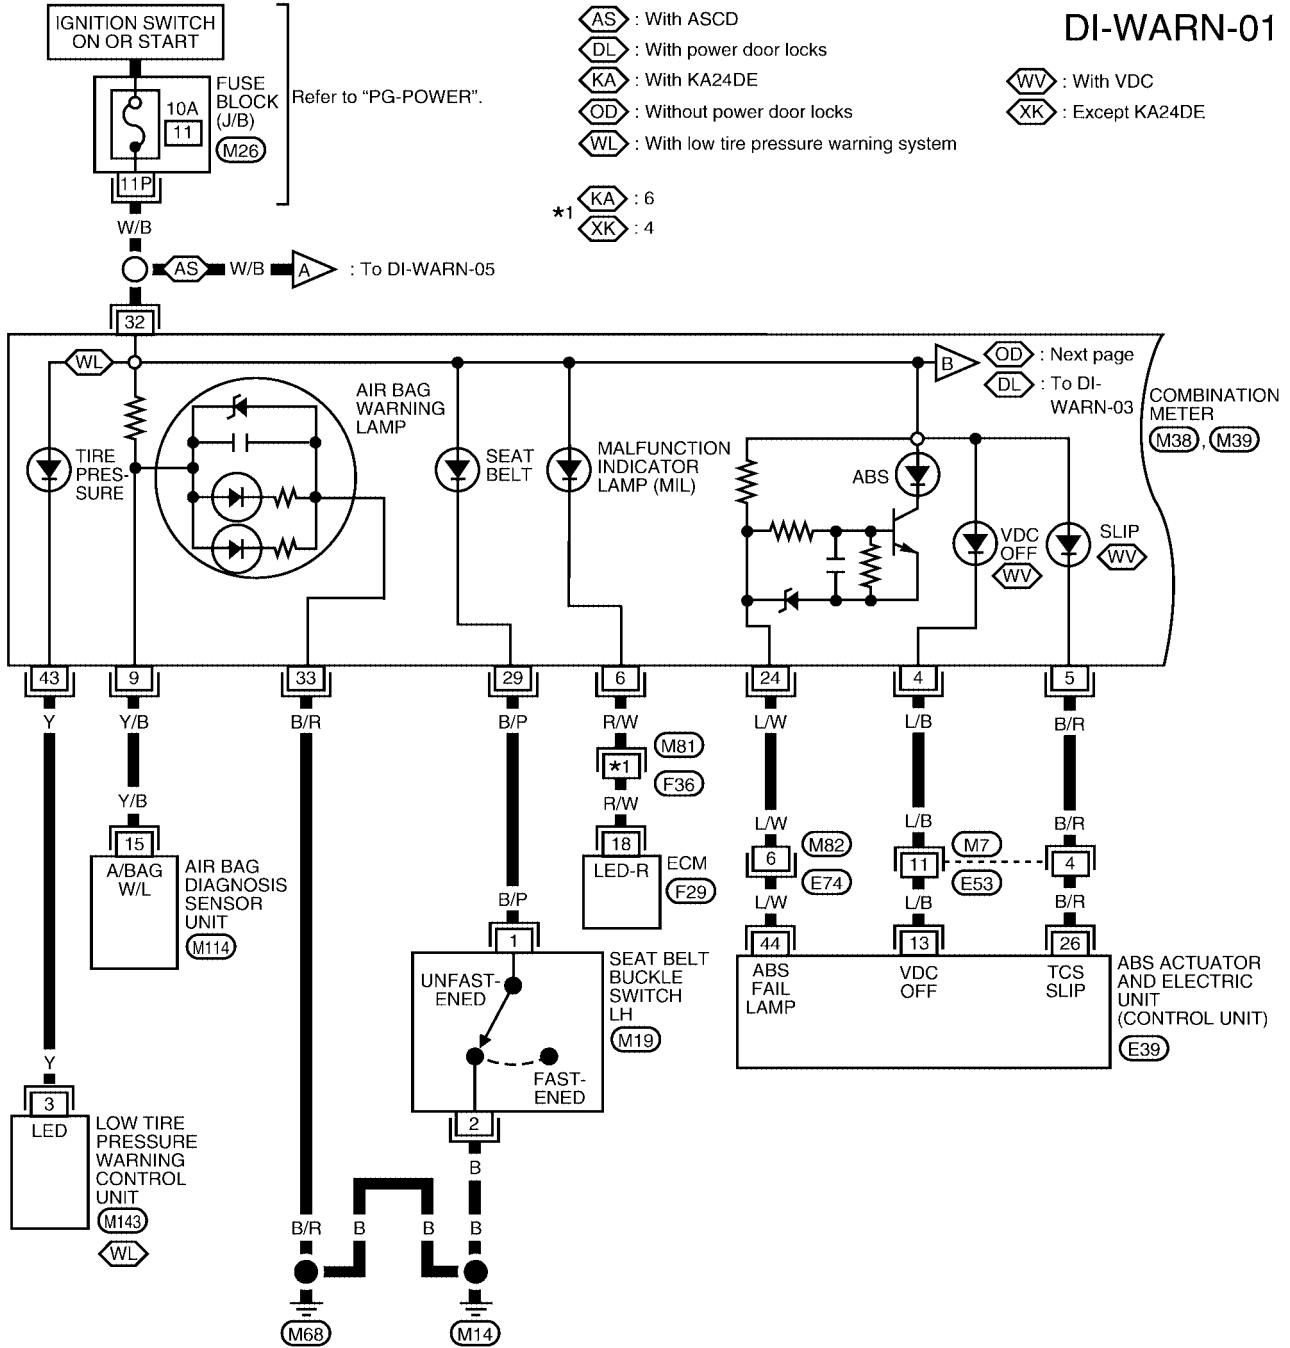 DI-WARN-01
IGNITION SWITCH
ON OR START
FUSE
BLOCK
(J/B)
M26
10A
11
11P
Refer to “PG-POWER”.
AS : With ASCD
DL : With power door locks
KA : With KA24DE
OD : Without power door locks
WL : With low tire pressure warning system
WV : With VDC
XK : Except KA24DE
*1 KA : 6
XK : 4
W/B
AS W/B A : To DI-WARN-05
32
WL
B
OD : Next page
DL : To DI-
WARN-03
COMBINATION
METER
M38 , M39
AIR BAG
WARNING
LAMP
TIRE
PRES-
SURE
SEAT
BELT
MALFUNCTION
INDICATOR
LAMP (MIL)
ABS
VDC
OFF
WV
SLIP
WV
43 9 33 29 6 24 4 5
Y Y/B B/R B/P R/W L/W L/B B/R
M81
*1
F36
Y/B R/W L/W L/B B/R
15
A/BAG
W/L
AIR BAG
DIAGNOSIS
SENSOR
UNIT
M114
18
LED-R
ECM
F29
6
M82
E74
11
M7
E53
4
B/P L/W L/B B/R
1
44 13 26
ABS
FAIL
LAMP
VDC
OFF
TCS
SLIP
ABS ACTUATOR
AND ELECTRIC
UNIT
(CONTROL UNIT)
E39
UNFAST-
ENED
FAST-
ENED
SEAT BELT
BUCKLE
SWITCH
LH
M19
2
Y
3
LED
LOW TIRE
PRESSURE
WARNING
CONTROL
UNIT
M143
WL
B
B/R B B B
M68 M14